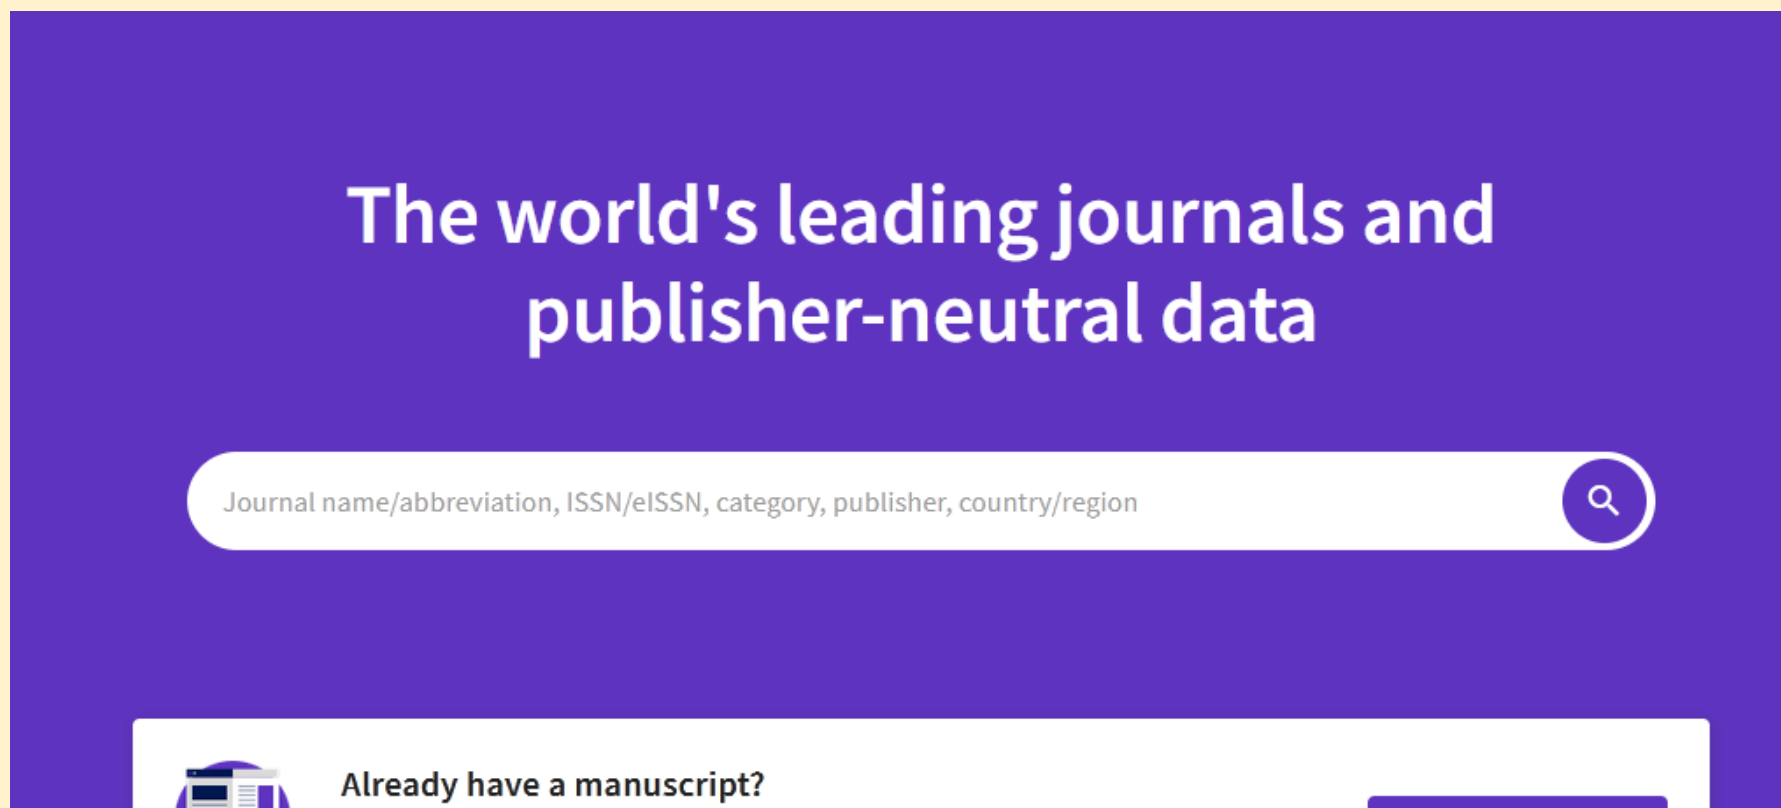 The world's leading journals and
publisher-neutral data
Journal name/abbreviation, ISSN/eISSN, category, publisher, country/region
Already have a manuscript?